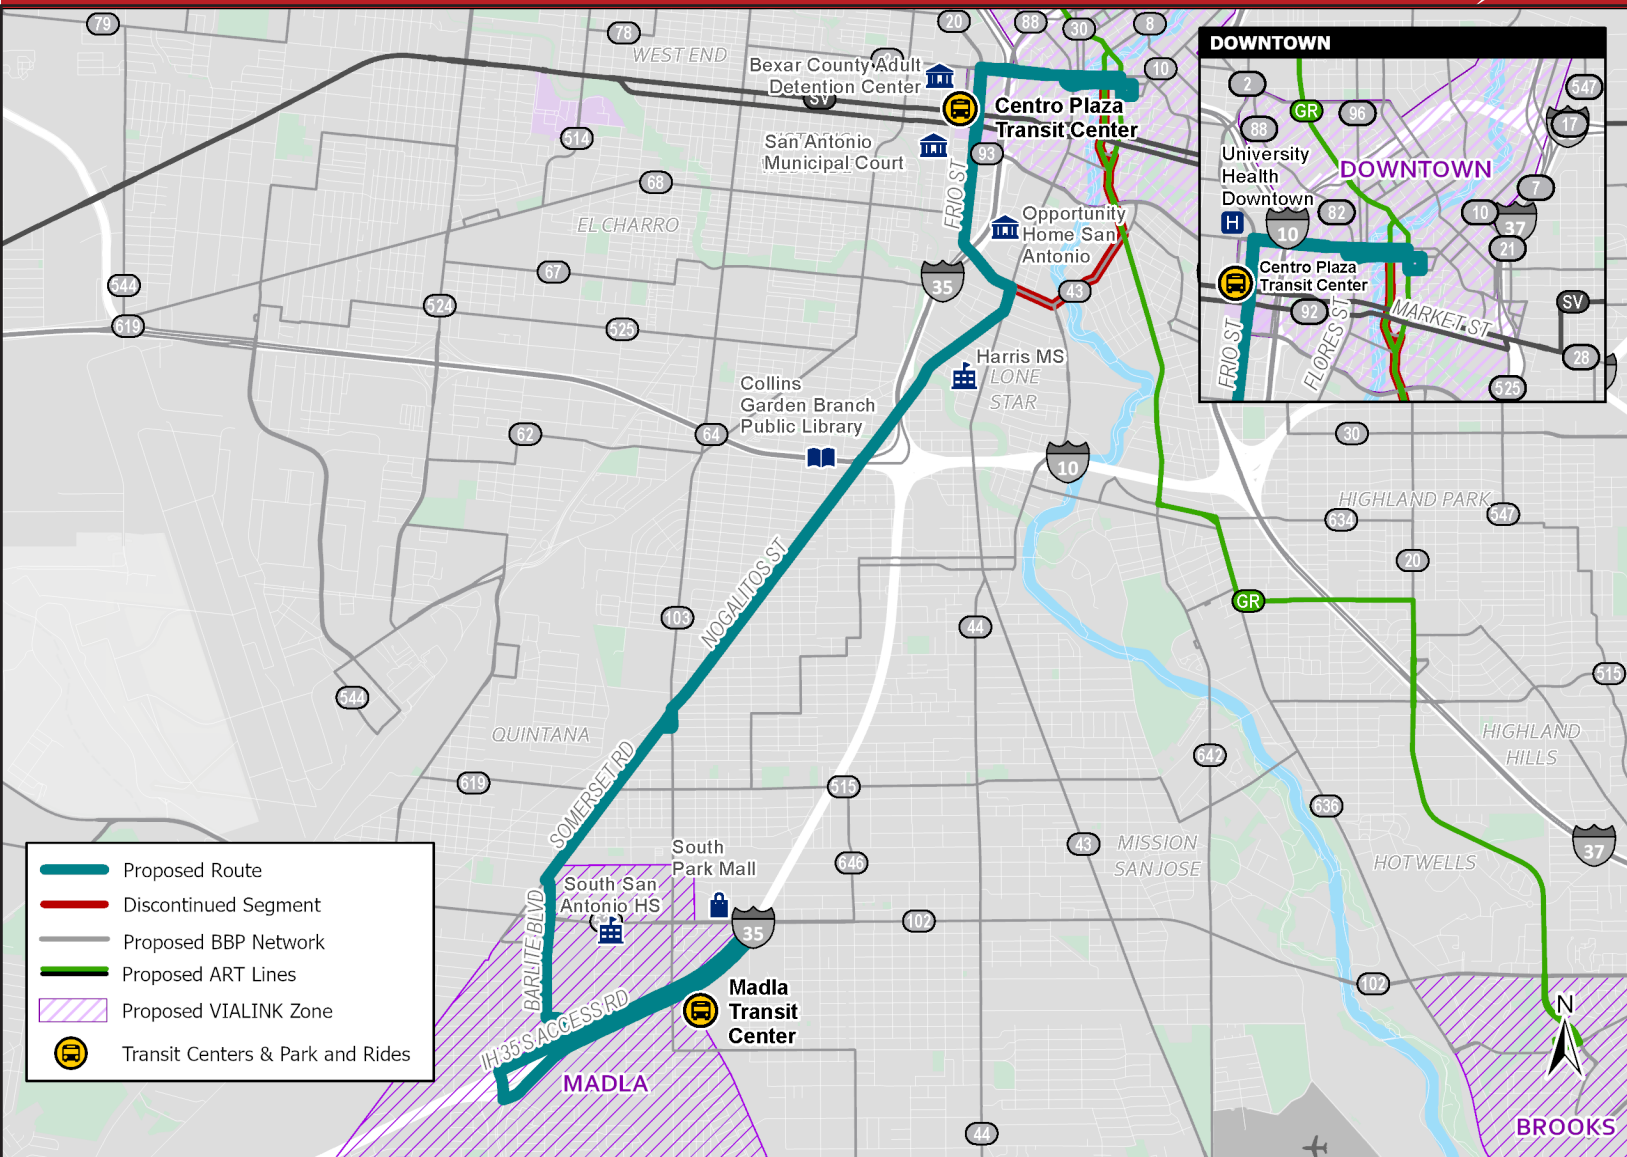 79
78
WEST END
20
88
30
8
10
Bexar County Adult
Detention Center
SV
Centro Plaza
Transit Center
San Antonio
Municipal Court
514
93
68
FRIO ST
EL CHARRO
Opportunity
Home San
Antonio
67
35
43
544
524
619
525
Harris MS
LONE
STAR
Collins
Garden Branch
Public Library
62
64
10
30
HIGHLAND PARK
547
634
20
NOGALITOS ST
103
GR
44
515
544
QUINTANA
HIGHLAND
HILLS
642
SOMERSET RD
619
515
636
43
MISSION
SAN JOSE
37
HOT WELLS
646
South
Park Mall
South San
Antonio HS
BARLITE BLVD
35
102
102
Madla
Transit
Center
IH 35 S ACCESS RD
MADLA
N
BROOKS
44
DOWNTOWN
2
GR
96
547
17
88
University
Health
Downtown
DOWNTOWN
7
H
10
82
10
37
21
Centro Plaza
Transit Center
92
MARKET ST
SV
FRIO ST
FLORES ST
28
525
Proposed Route
Discontinued Segment
Proposed BBP Network
Proposed ART Lines
Proposed VIALINK Zone
Transit Centers & Park and Rides